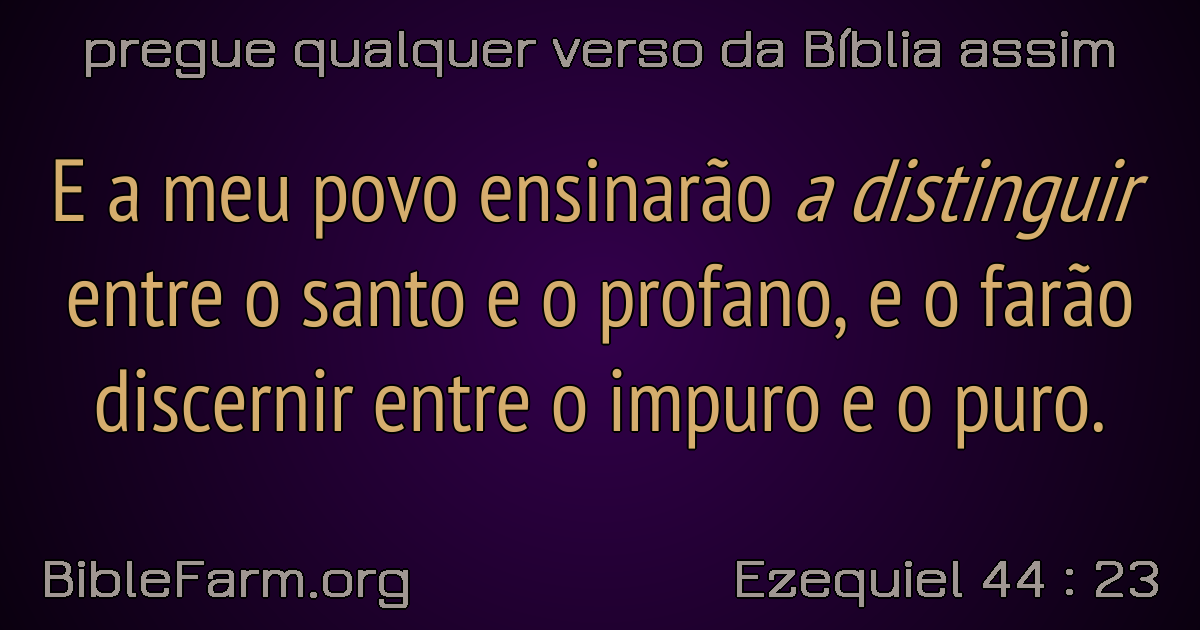 pregue qualquer verso da Bíblia assim
E a meu povo ensinarão a distinguir
entre o santo e o profano, e o farão
discernir entre o impuro e o puro.
BibleFarm.org
Ezequiel 44 : 23